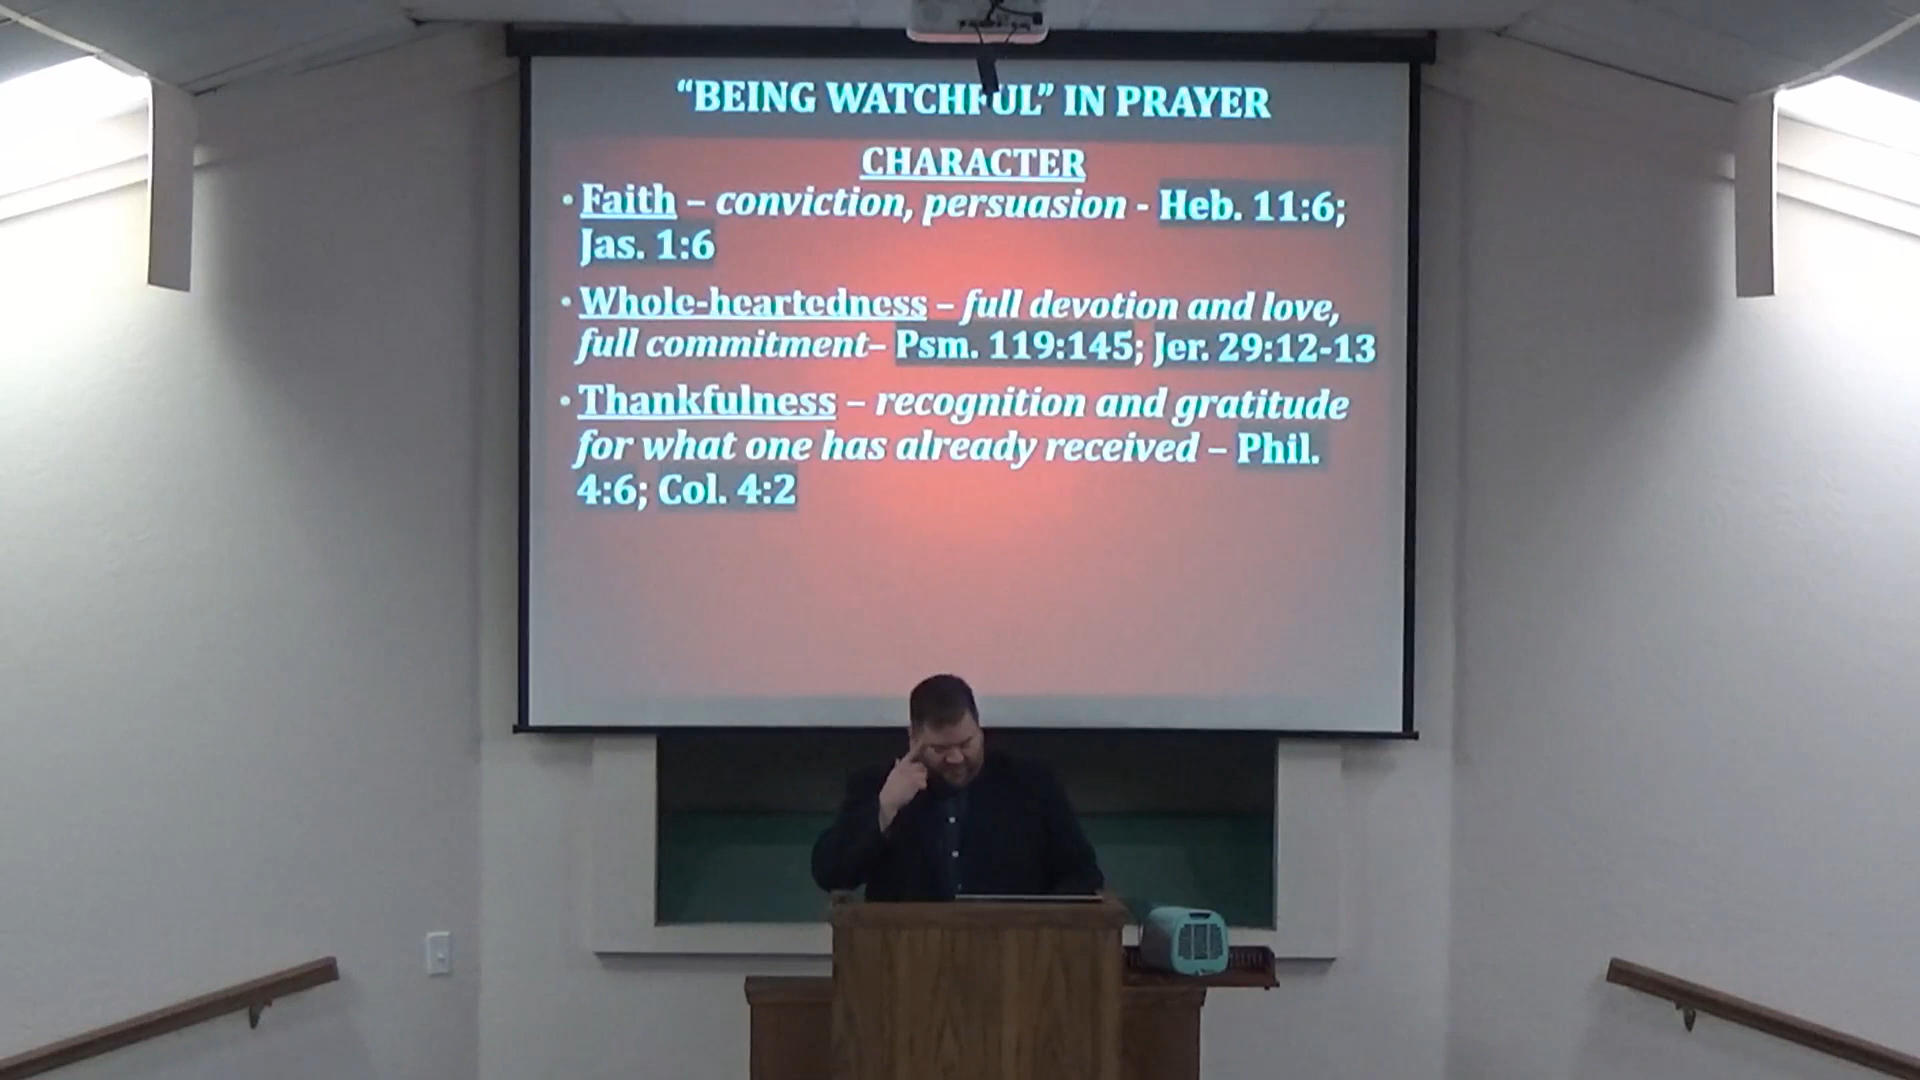 “BEING WATCHFUL” IN PRAYER
CHARACTER
• Faith – conviction, persuasion - Heb. 11:6;
Jas. 1:6
• Whole-heartedness – full devotion and love,
full commitment– Psm. 119:145; Jer. 29:12-13
• Thankfulness – recognition and gratitude
for what one has already received – Phil.
4:6; Col. 4:2